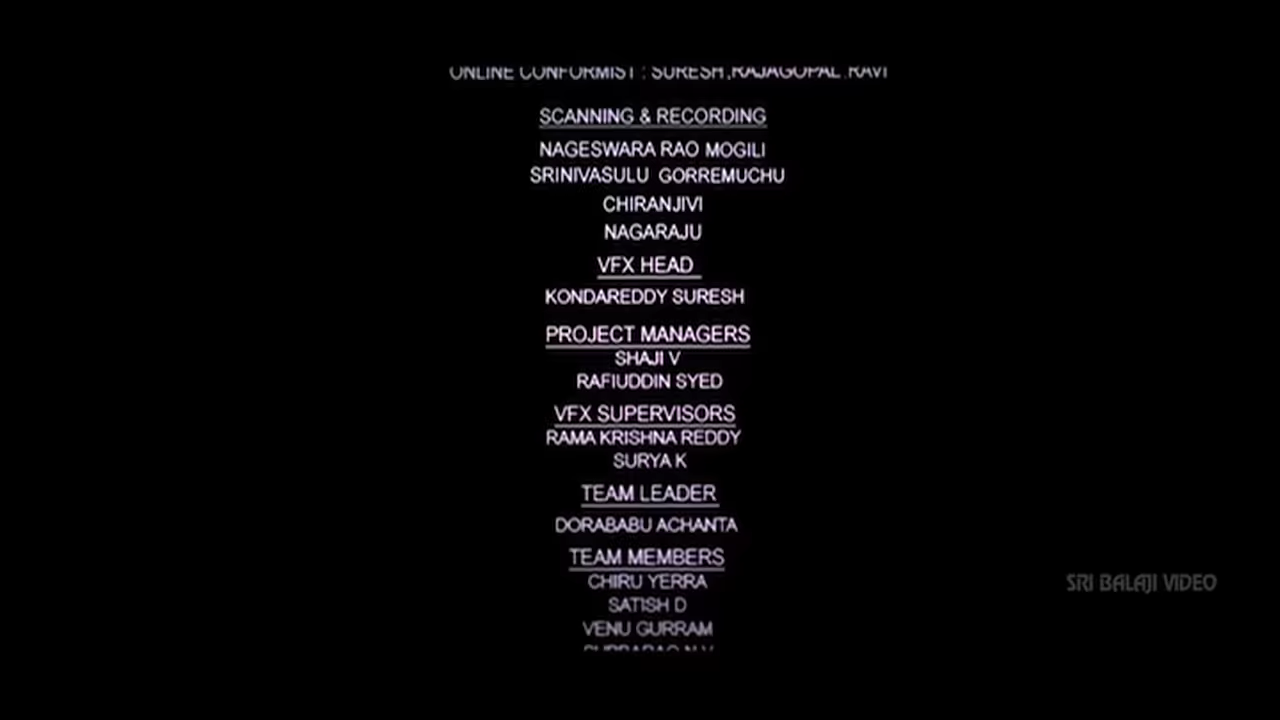 ONLINE CONFORMIST : SURESH ,RAJAGOPAL .RAVI
SCANNING & RECORDING
NAGESWARA RAO MOGILI
SRINIVASULU GORREMUCHU
CHIRANJIVI
NAGARAJU
VFX HEAD
KONDAREDDY SURESH
PROJECT MANAGERS
SHAJI V
RAFIUDDIN SYED
VFX SUPERVISORS
RAMA KRISHNA REDDY
SURYA K
TEAM LEADER
DORABABU ACHANTA
TEAM MEMBERS
CHIRU YERRA
SATISH D
VENU GURRAM
SRI BALAJI VIDEO